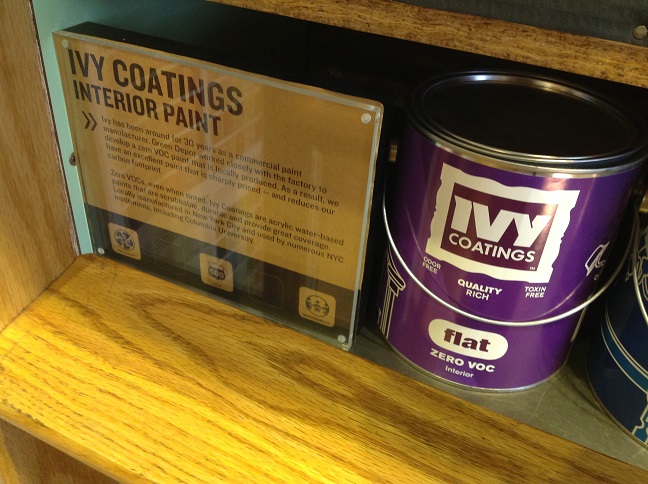 IVY COATINGS
INTERIOR PAINT
Ivy has been around for 30 years as a commercial paint
manufacturer. Green Depot worked closely with the factory to
develop a zero VOC paint that is locally produced. As a result, we
have an excellent paint that is sharply priced — and reduces our
carbon footprint.
Zero VOCs, even when tinted. Ivy Coatings are acrylic water-based
paints that are scrubbable, durable and provide great coverage.
Locally manufactured in New York City and used by numerous NYC
institutions, including Columbia University.
IVY
COATINGS
ODOR
FREE
QUALITY
RICH
TOXIN
FREE
flat
ZERO VOC
Interior